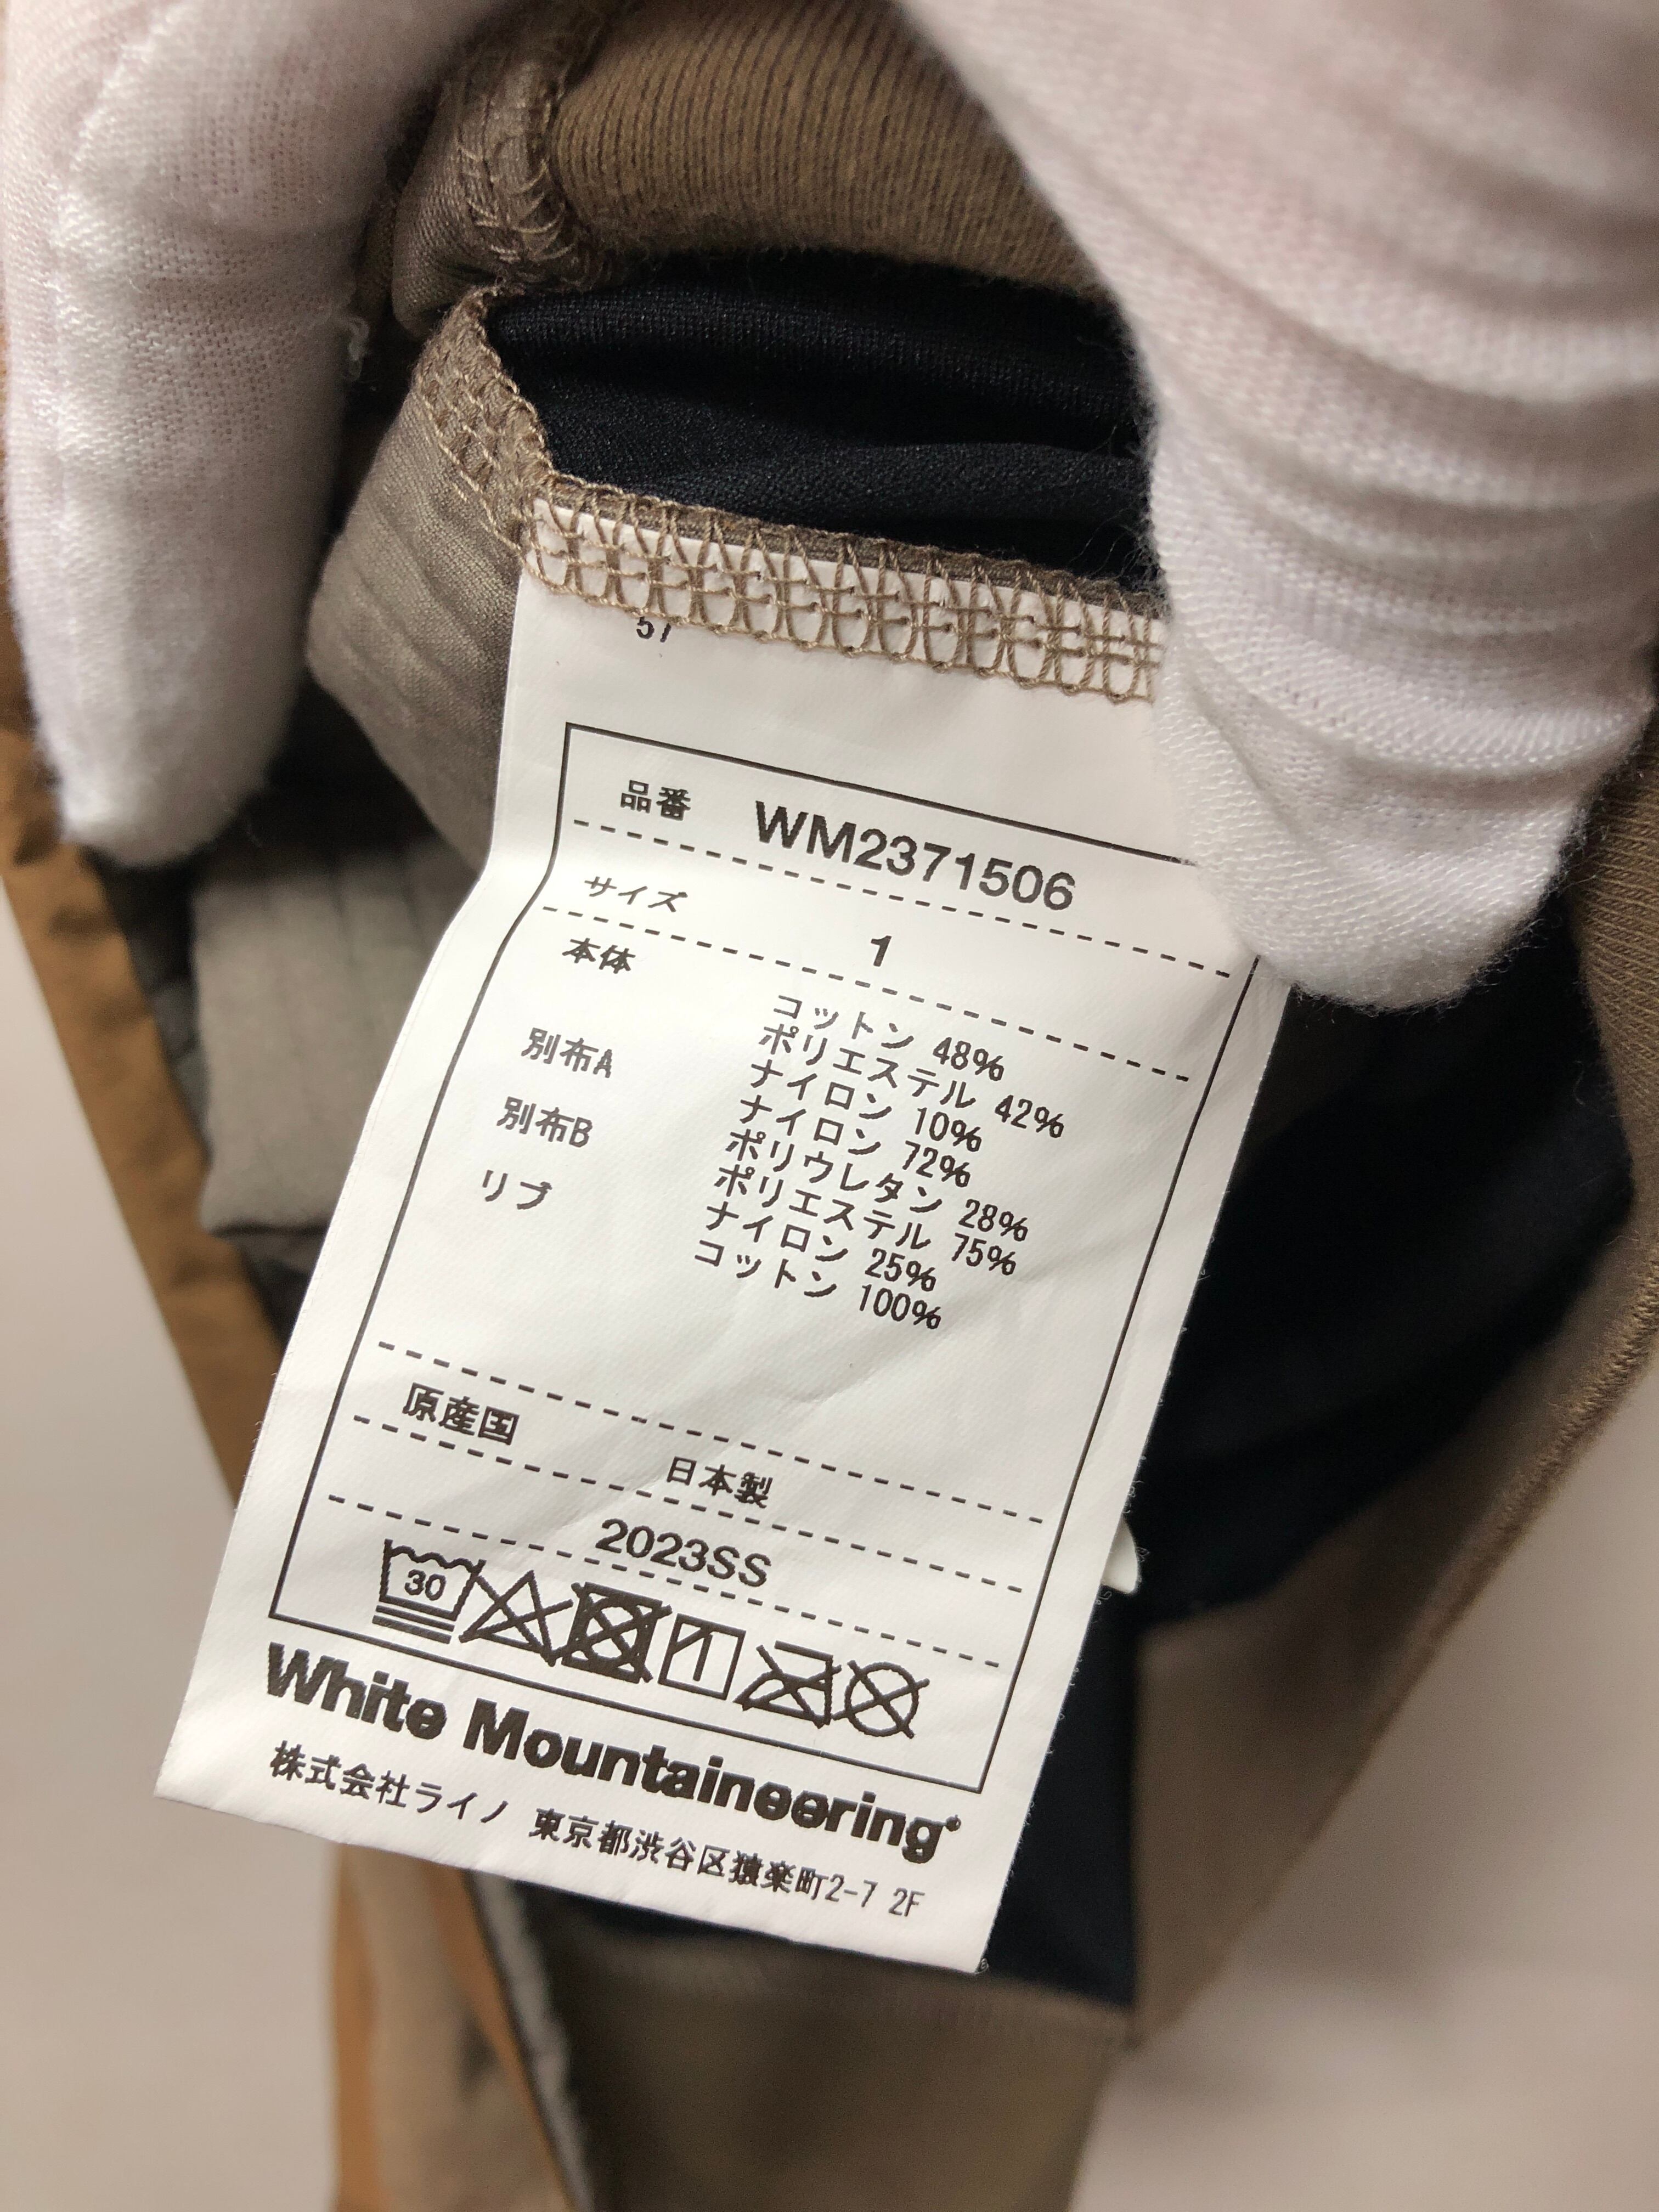 57
品番 WM2371506
サイズ 1
本体 コットン 48%
ポリエステル 42%
ナイロン 10%
別布A ナイロン 72%
ポリウレタン 28%
別布B ポリエステル 75%
ナイロン 25%
リブ コットン 100%
原産国 日本製
2023SS
30
White Mountaineering
株式会社ライノ 東京都渋谷区猿楽町2-7 2F